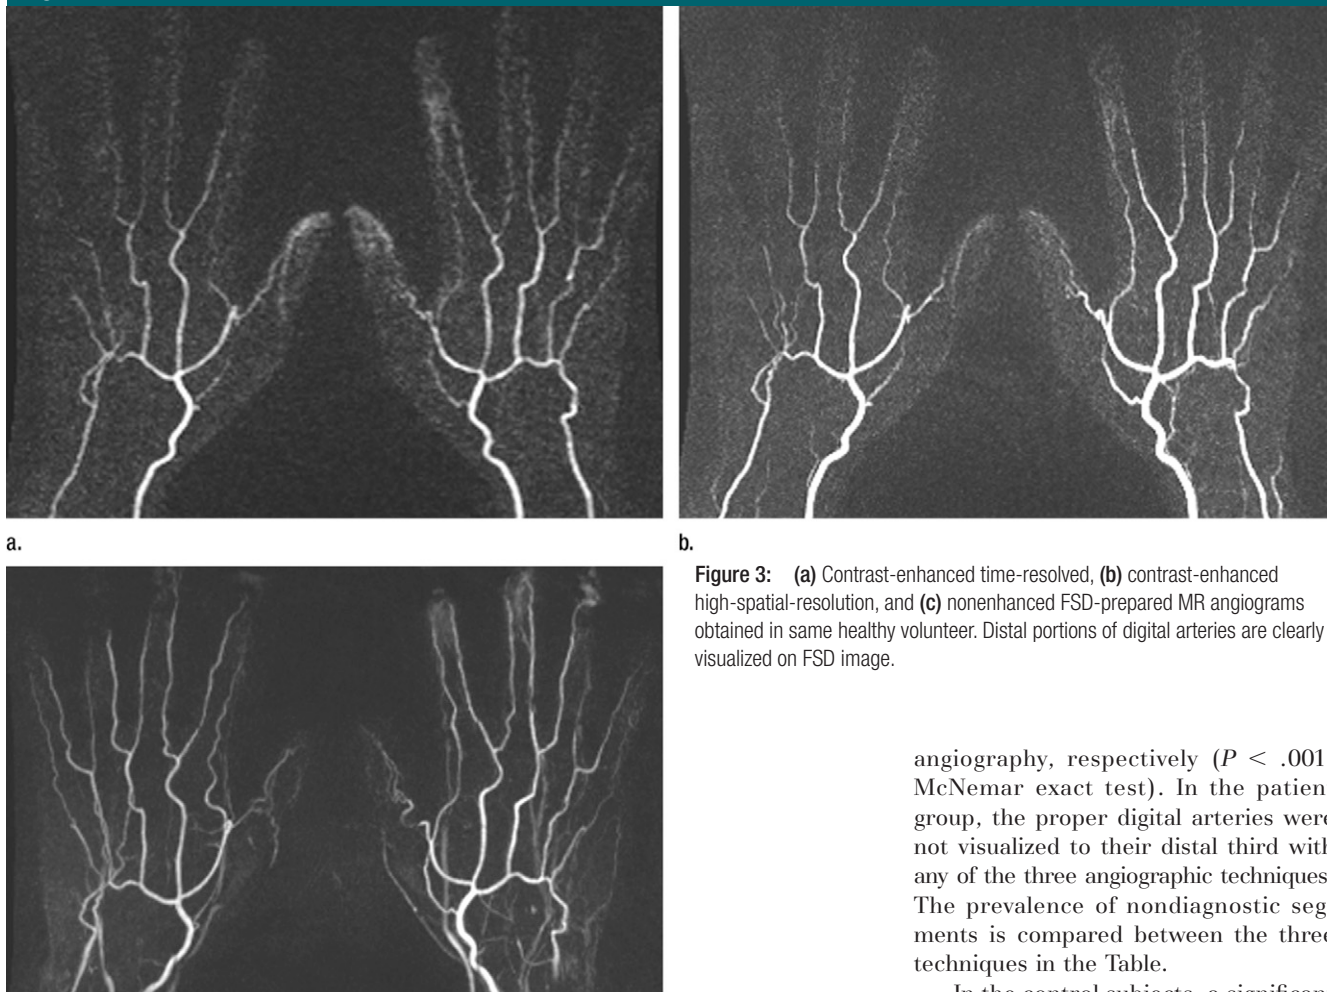 a.
b.
Figure 3: (a) Contrast-enhanced time-resolved, (b) contrast-enhanced
high-spatial-resolution, and (c) nonenhanced FSD-prepared MR angiograms
obtained in same healthy volunteer. Distal portions of digital arteries are clearly
visualized on FSD image.
angiography, respectively (P < .001
McNemar exact test). In the patien
group, the proper digital arteries were
not visualized to their distal third with
any of the three angiographic techniques
The prevalence of nondiagnostic seg
ments is compared between the three
techniques in the Table.